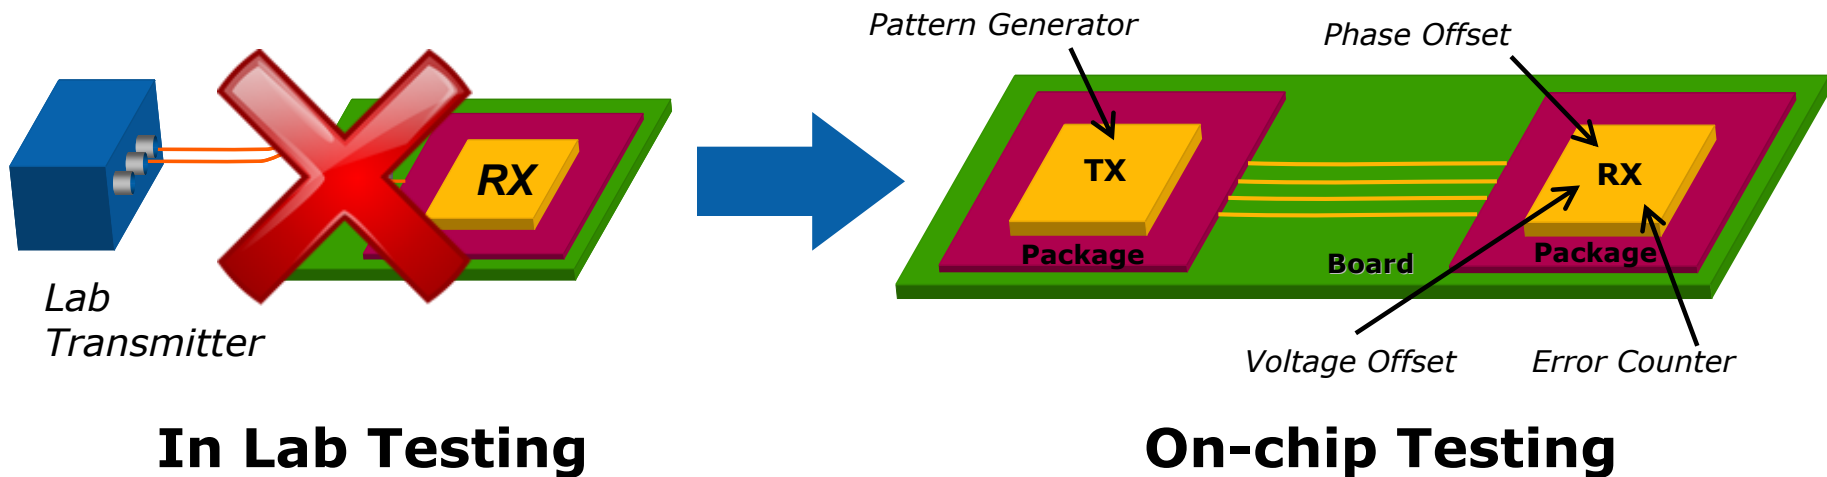 Pattern Generator
Phase Offset
RX
TX
RX
Package
Board
Package
Lab
Transmitter
Voltage Offset
Error Counter
In Lab Testing
On-chip Testing